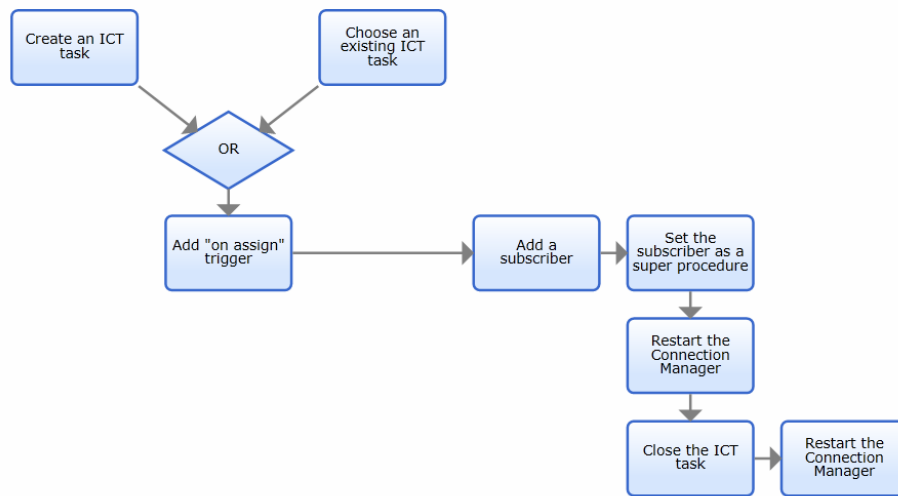 Create an ICT
task
Choose an
existing ICT
task
OR
Add "on assign"
trigger
Add a
subscriber
Set the
subscriber as a
super procedure
Restart the
Connection
Manager
Close the ICT
task
Restart the
Connection
Manager